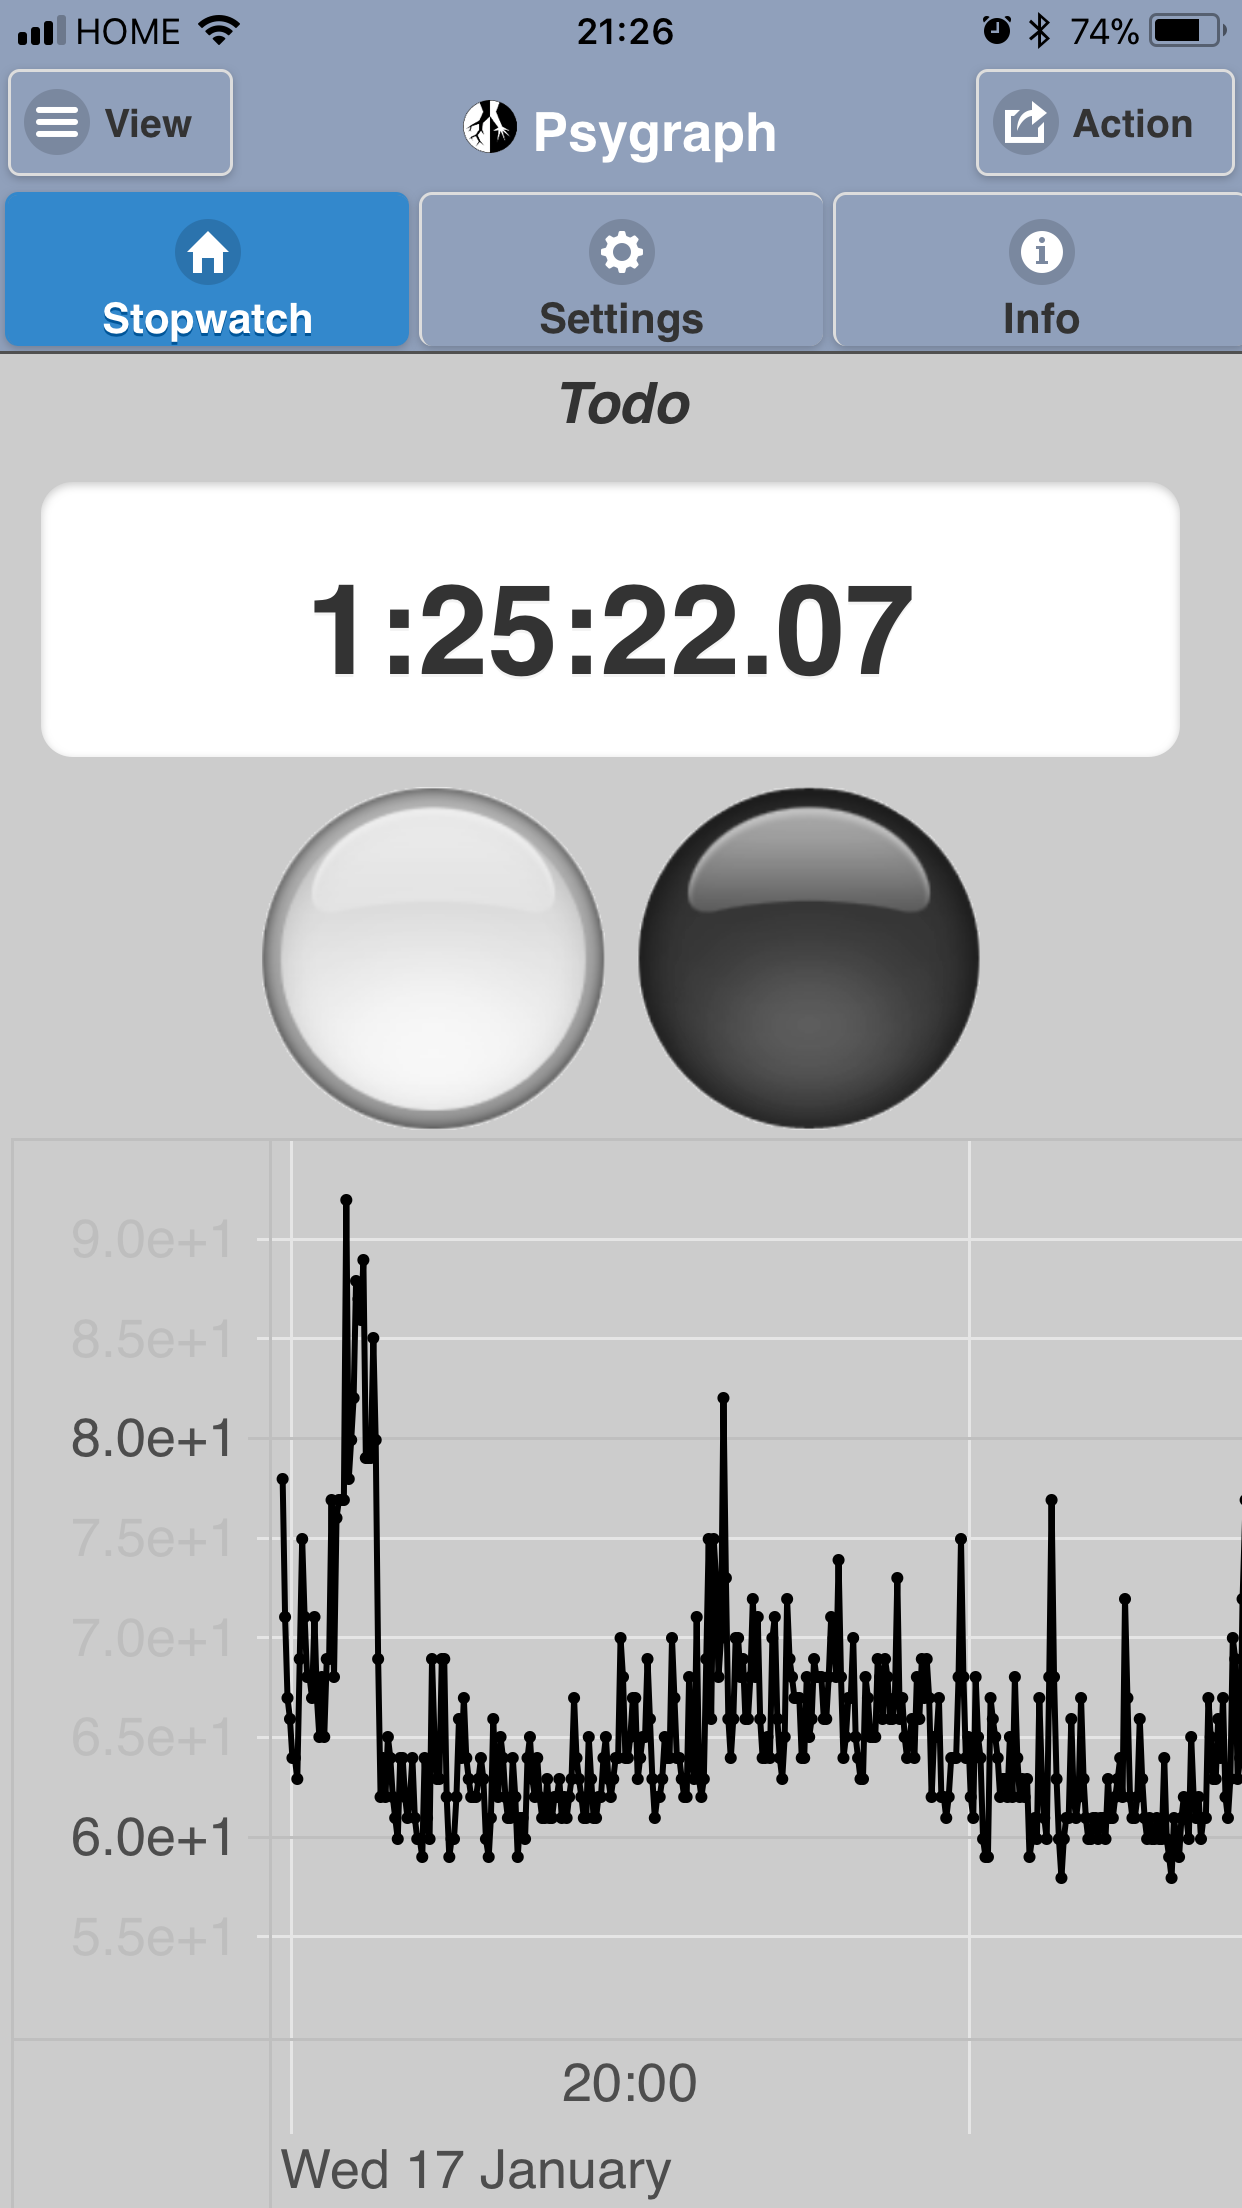 HOME 21:26 74%
View Psygraph Action
Stopwatch Settings Info
Todo
1:25:22.07
9.0e+1
8.5e+1
8.0e+1
7.5e+1
7.0e+1
6.5e+1
6.0e+1
5.5e+1
20:00
Wed 17 January